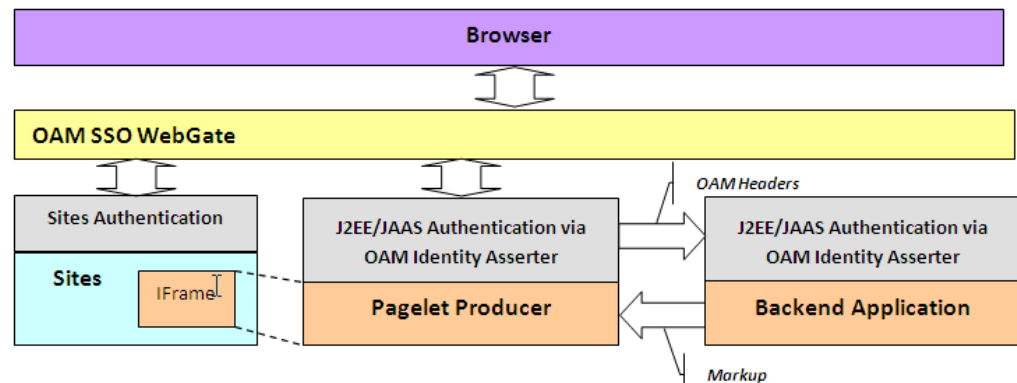 Browser
OAM SSO WebGate
OAM Headers
Sites Authentication
J2EE/JAAS Authentication via
OAM Identity Asserter
J2EE/JAAS Authentication via
OAM Identity Asserter
Sites
IFrame
Pagelet Producer
Backend Application
Markup